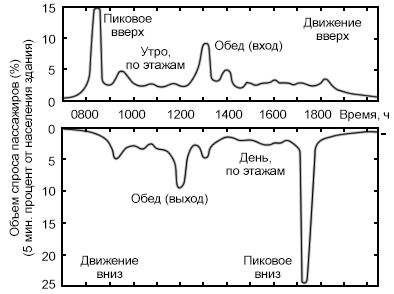 Объем спроса пассажиров (%)
(5 мин. процент от населения здания)
15
10
5
0
Пиковое
вверх
Утро,
по этажам
Обед (вход)
Движение
вверх
0800 1000 1200 1400 1600 1800 Время, ч
0
5
10
15
20
25
Обед (выход)
День,
по этажам
Движение
вниз
Пиковое
вниз